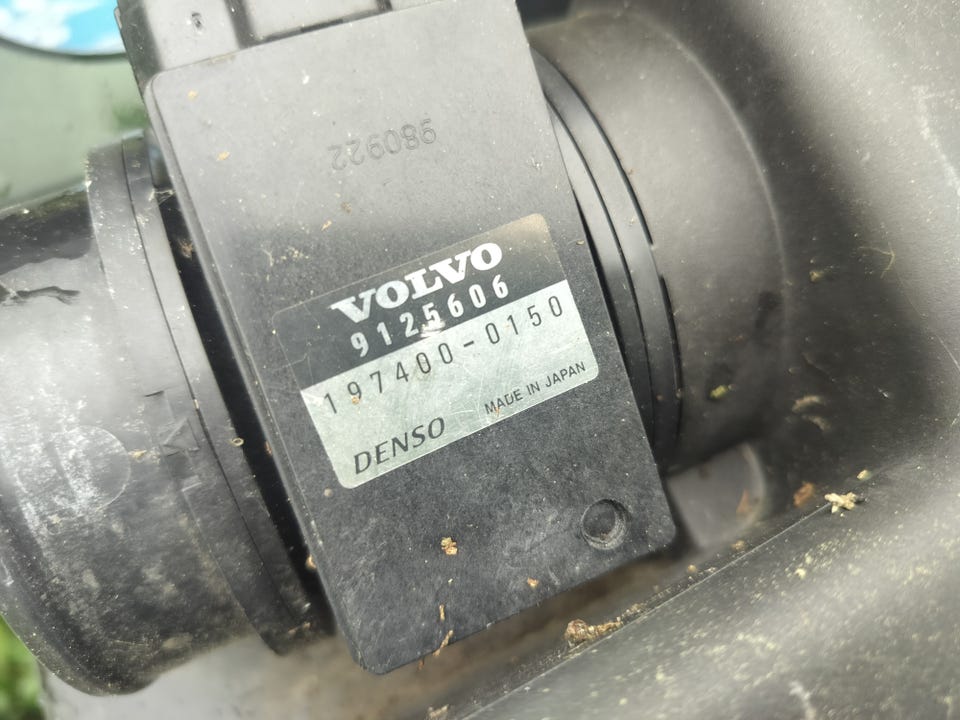 980922
VOLVO
9125606
197400-0150
DENSO MADE IN JAPAN